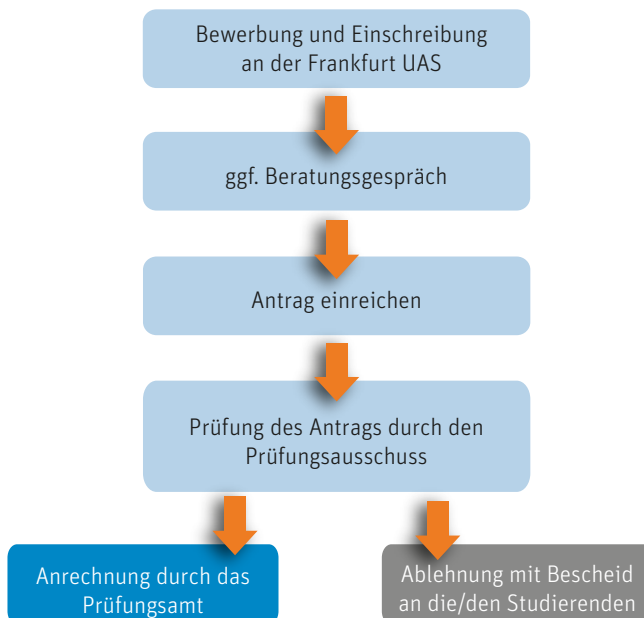 Bewerbung und Einschreibung
an der Frankfurt UAS
ggf. Beratungsgespräch
Antrag einreichen
Prüfung des Antrags durch den
Prüfungsausschuss
Anrechnung durch das
Prüfungsamt
Ablehnung mit Bescheid
an die/den Studierenden